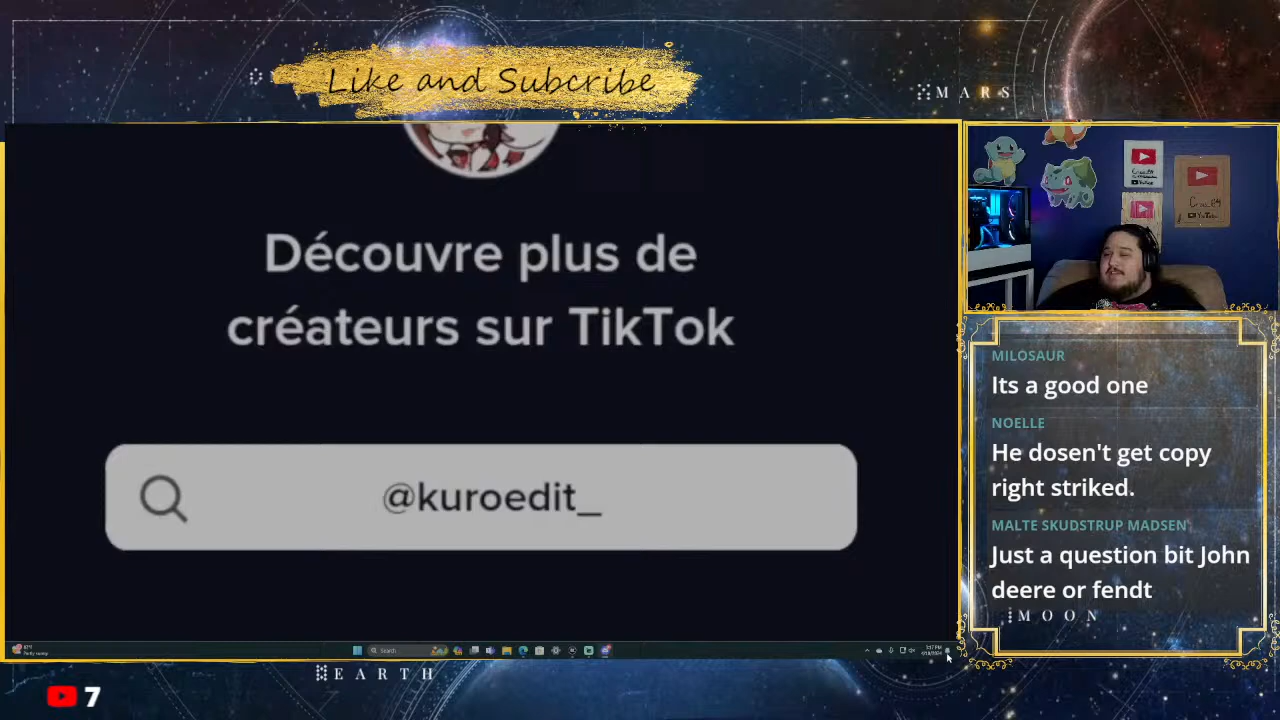 Like and Subcribe
MARS
Découvre plus de
créateurs sur TikTok
@kuroedit_
MILOSAUR
Its a good one
NOELLE
He dosen't get copy
right striked.
MALTE SKUDSTRUP MADSEN
Just a question bit John
deere or fendt
MOON
Search
EARTH
7